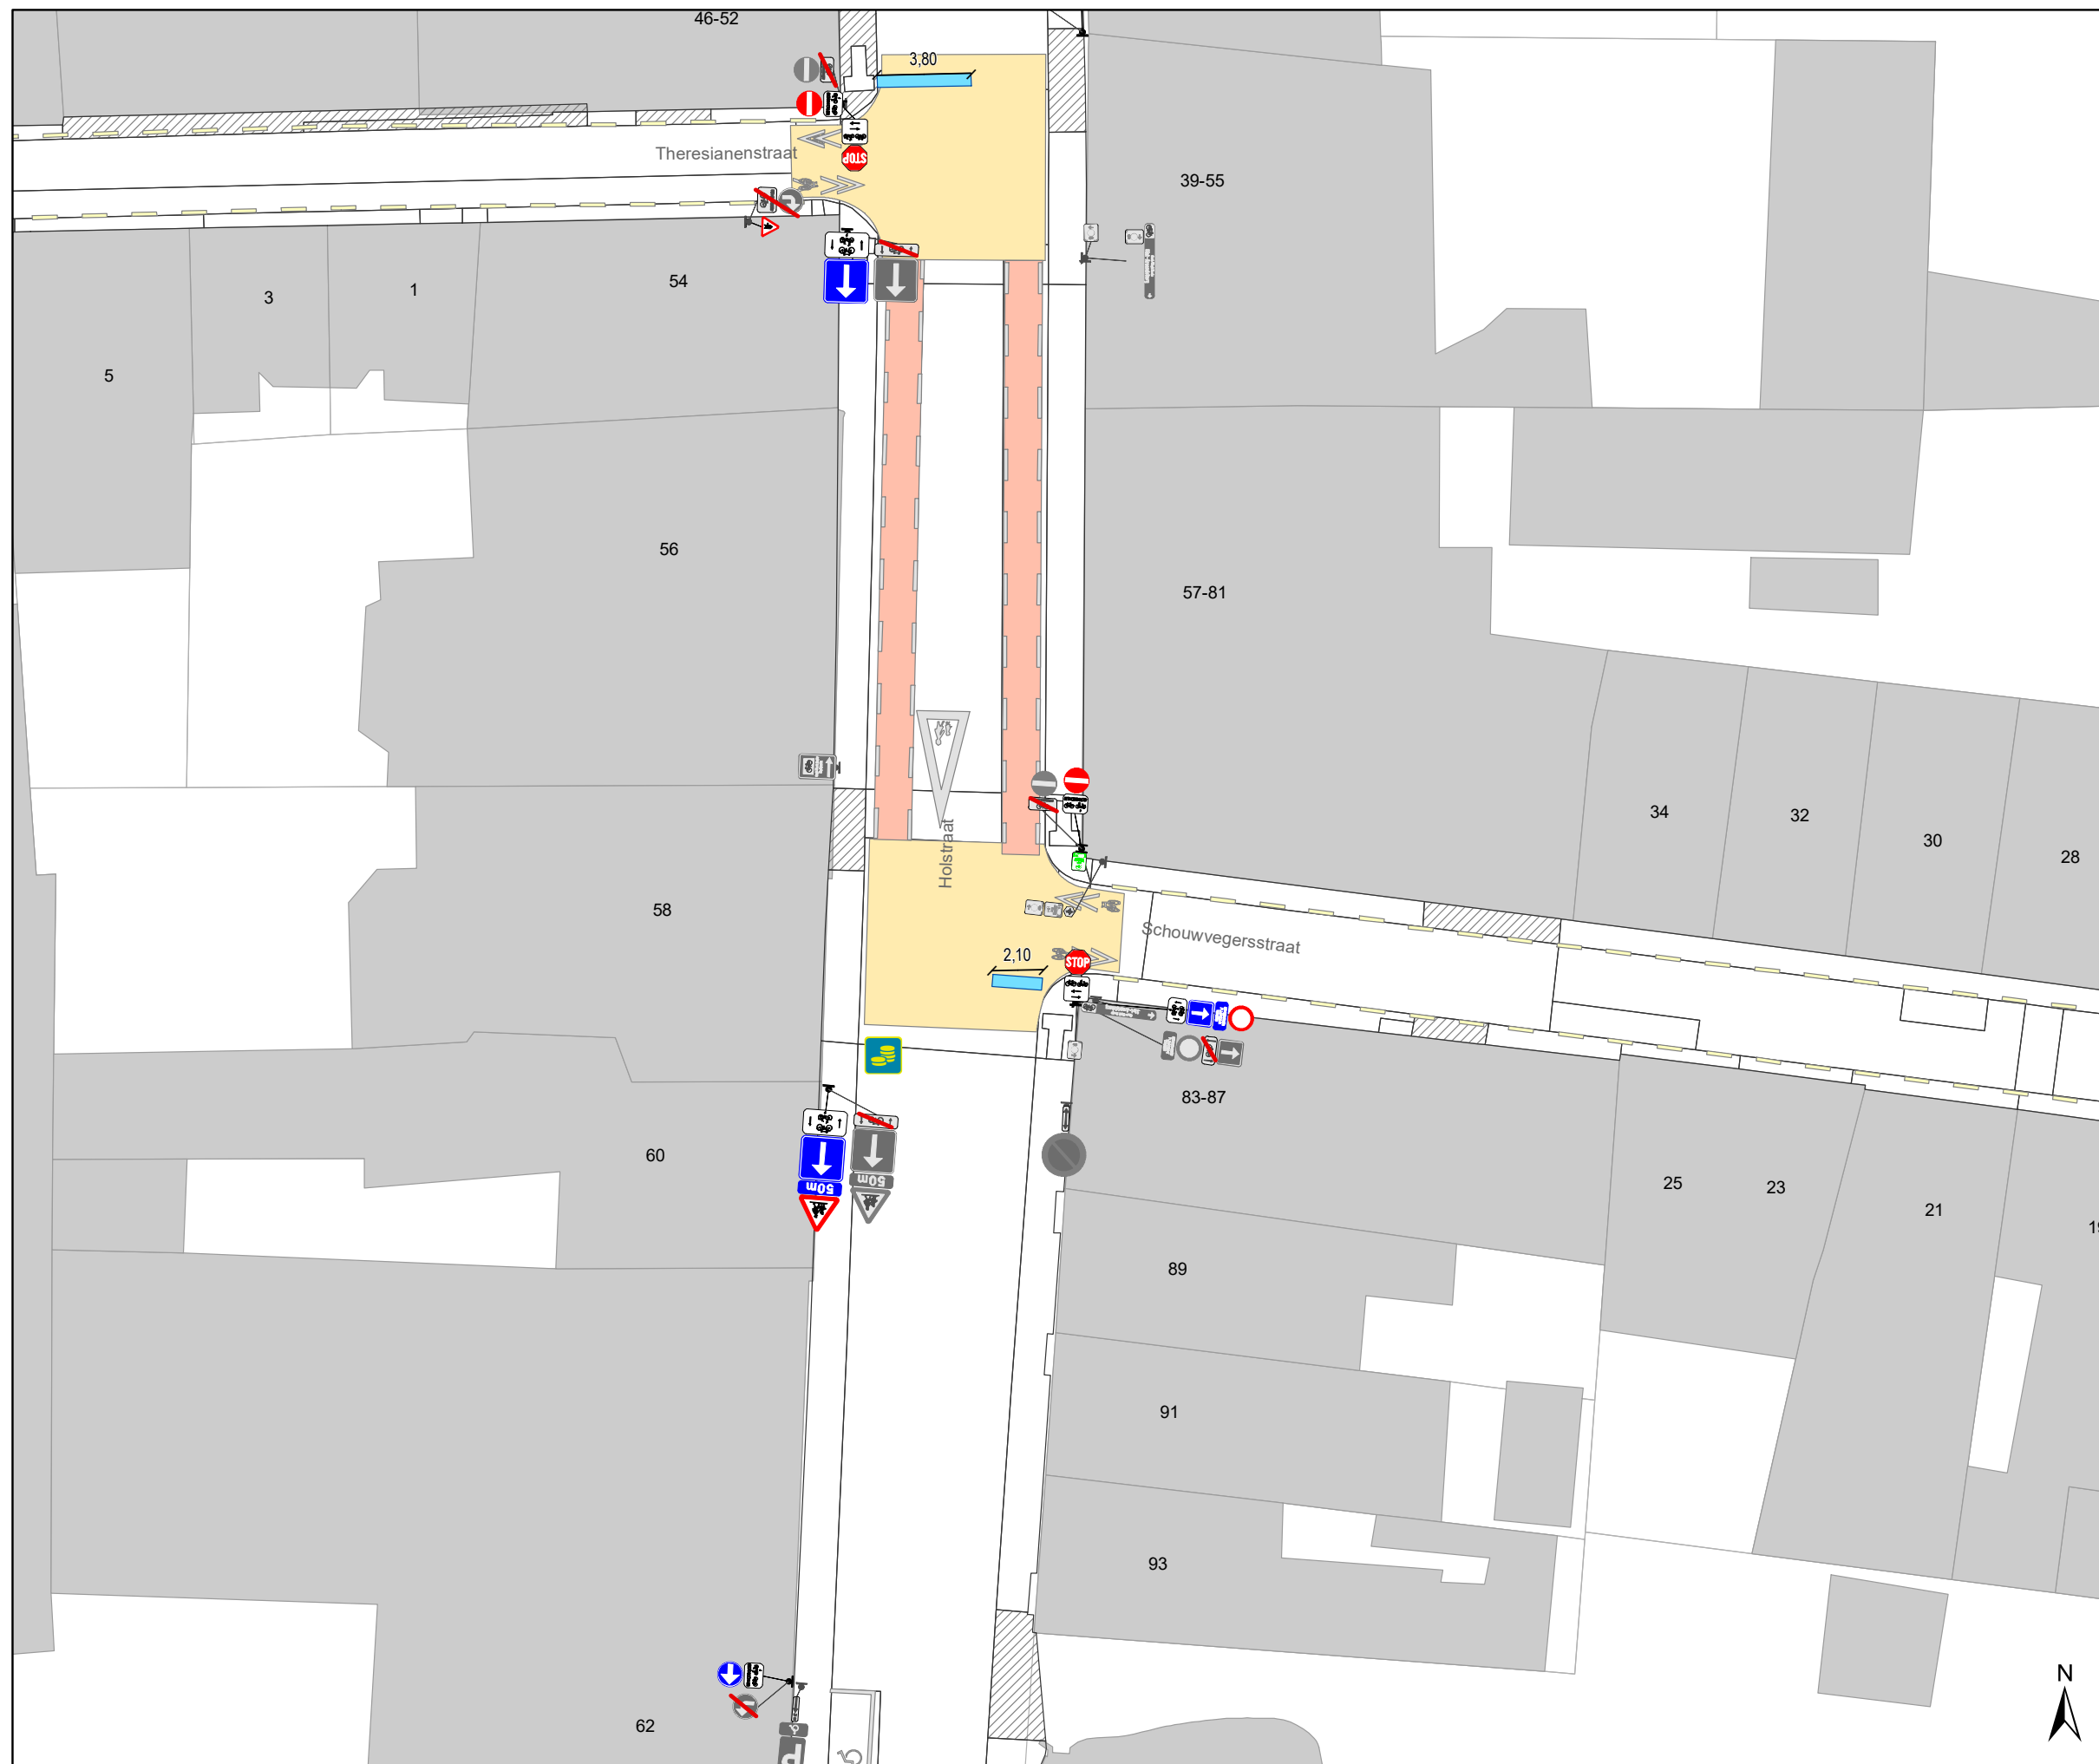 46-52
3,80
Theresianenstraat
STOP
39-55
54
3
1
5
56
57-81
34
32
30
28
Holstraat
58
Schouwvegersstraat
2,10
STOP
83-87
60
50m
50m
25
23
21
89
91
93
62
P
N